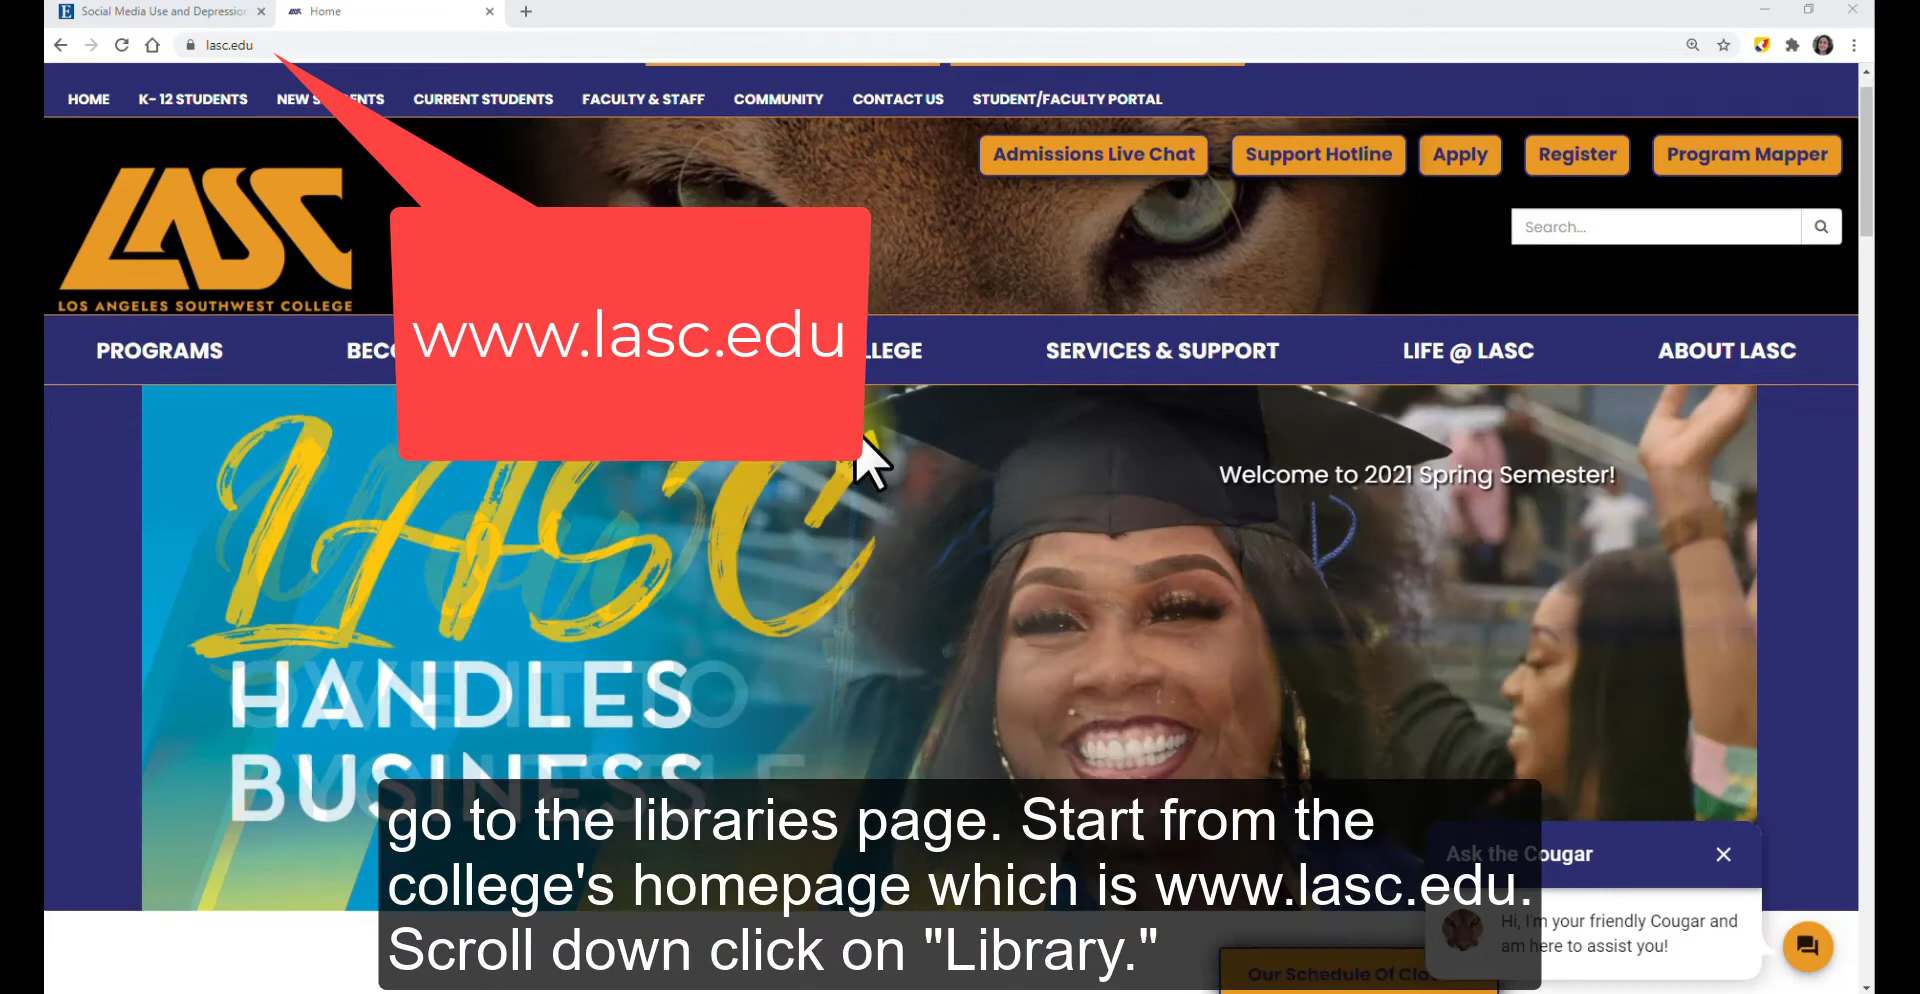 Social Media Use and Depression
Home
lasc.edu
HOME K-12 STUDENTS NEW STUDENTS CURRENT STUDENTS FACULTY & STAFF COMMUNITY CONTACT US STUDENT/FACULTY PORTAL
Admissions Live Chat Support Hotline Apply Register Program Mapper
Search...
LASC
LOS ANGELES SOUTHWEST COLLEGE
www.lasc.edu
PROGRAMS SERVICES & SUPPORT LIFE @ LASC ABOUT LASC
Welcome to 2021 Spring Semester!
LASC
HANDLES
BUSINESS
go to the libraries page. Start from the
college's homepage which is www.lasc.edu.
Scroll down click on "Library."
Ask the Cougar
Hi, I'm your friendly Cougar and
am here to assist you!
Our Schedule Of